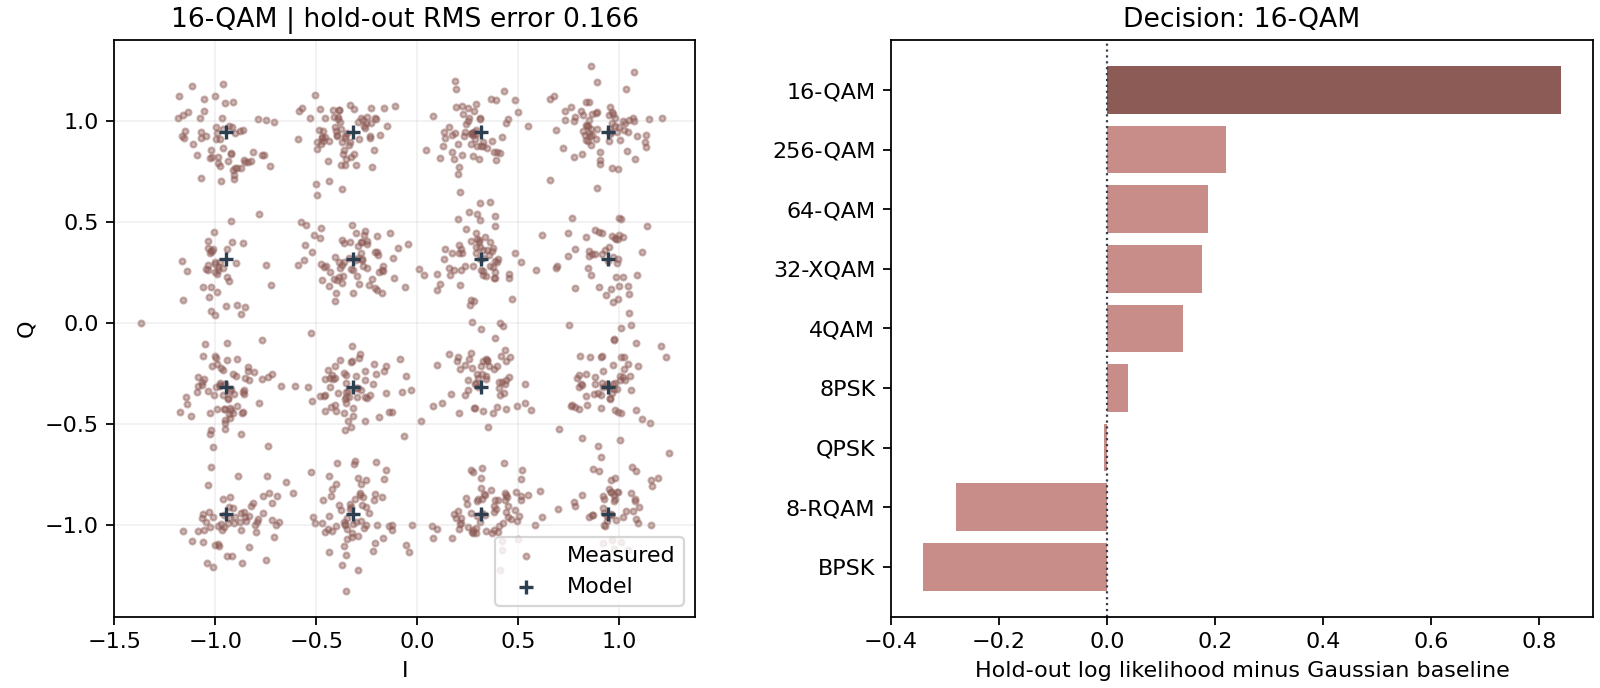 16-QAM | hold-out RMS error 0.166
1.0
0.5
0.0
−0.5
−1.0
Q
−1.5
−1.0
−0.5
0.0
0.5
1.0
I
Measured
Model
Decision: 16-QAM
16-QAM
256-QAM
64-QAM
32-XQAM
4QAM
8PSK
QPSK
8-RQAM
BPSK
−0.4
−0.2
0.0
0.2
0.4
0.6
0.8
Hold-out log likelihood minus Gaussian baseline